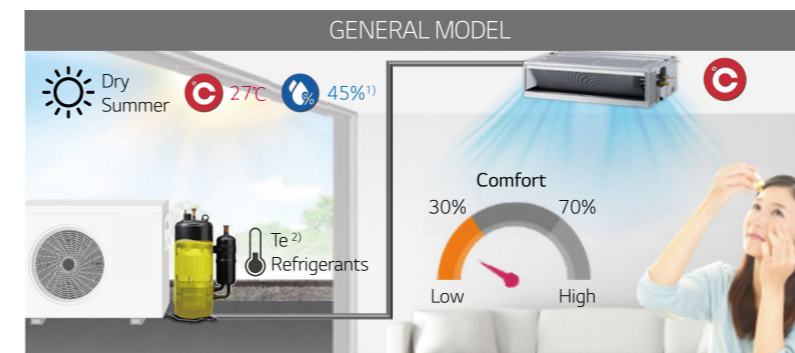 GENERAL MODEL
Dry
Summer
℃
27℃
%
45%¹⁾
℃
Comfort
30%
70%
Te ²⁾
Refrigerants
Low
High